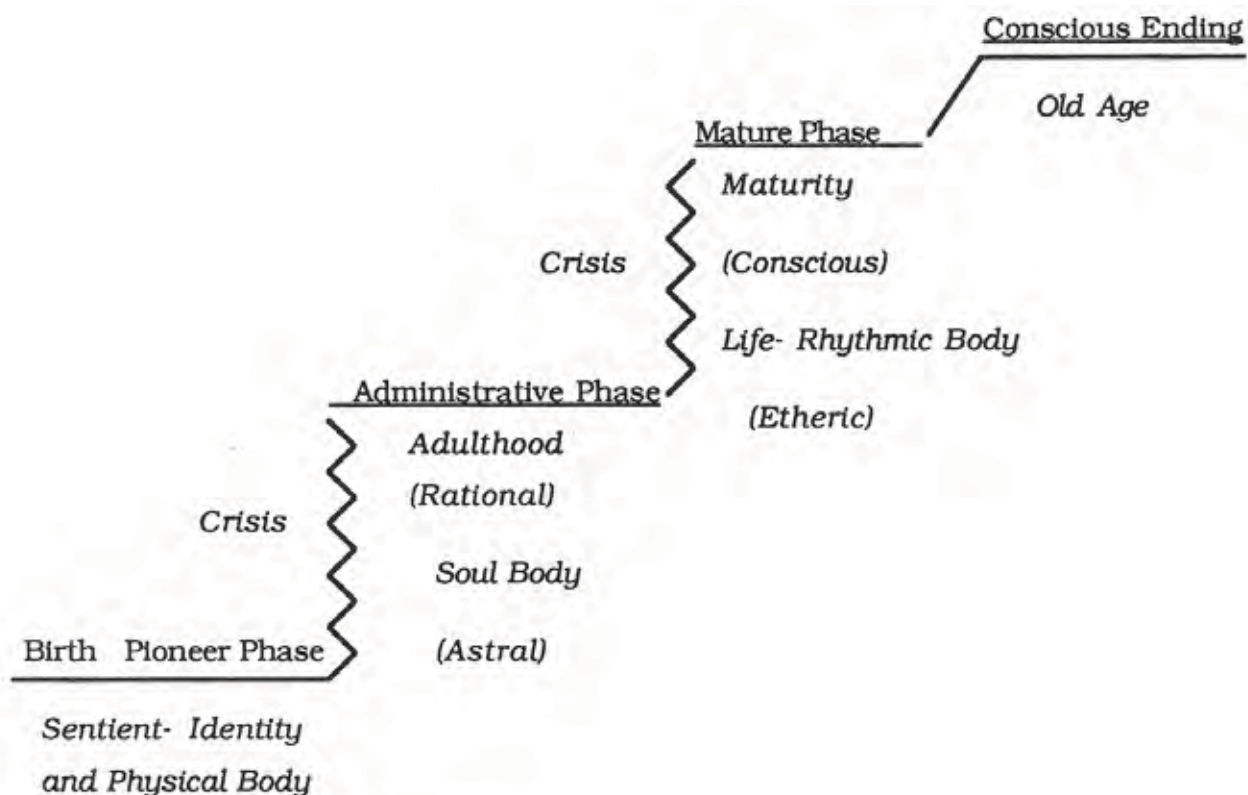 Conscious Ending
Old Age
Mature Phase
Maturity
Crisis
(Conscious)
Life- Rhythmic Body
(Etheric)
Administrative Phase
Adulthood
(Rational)
Crisis
Soul Body
(Astral)
Birth Pioneer Phase
Sentient- Identity
and Physical Body